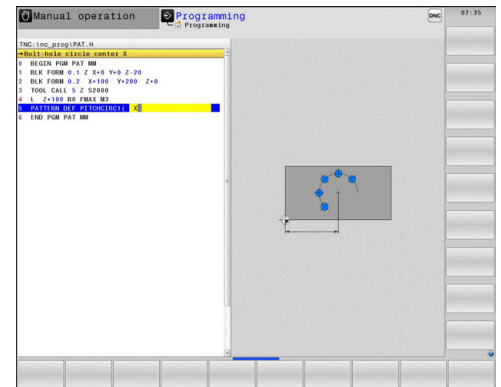 Manual operation
Programming
Programming
DNC
07:35
TNC:\nc_prog\PAT.H
→Bolt-hole circle center X
0 BEGIN PGM PAT MM
1 BLK FORM 0.1 Z X+0 Y+0 Z-20
2 BLK FORM 0.2 X+100 Y+200 Z+0
3 TOOL CALL 5 Z S2000
4 L Z+100 R0 FMAX M3
5 PATTERN DEF PITCHCIRC1( X
6 END PGM PAT MM